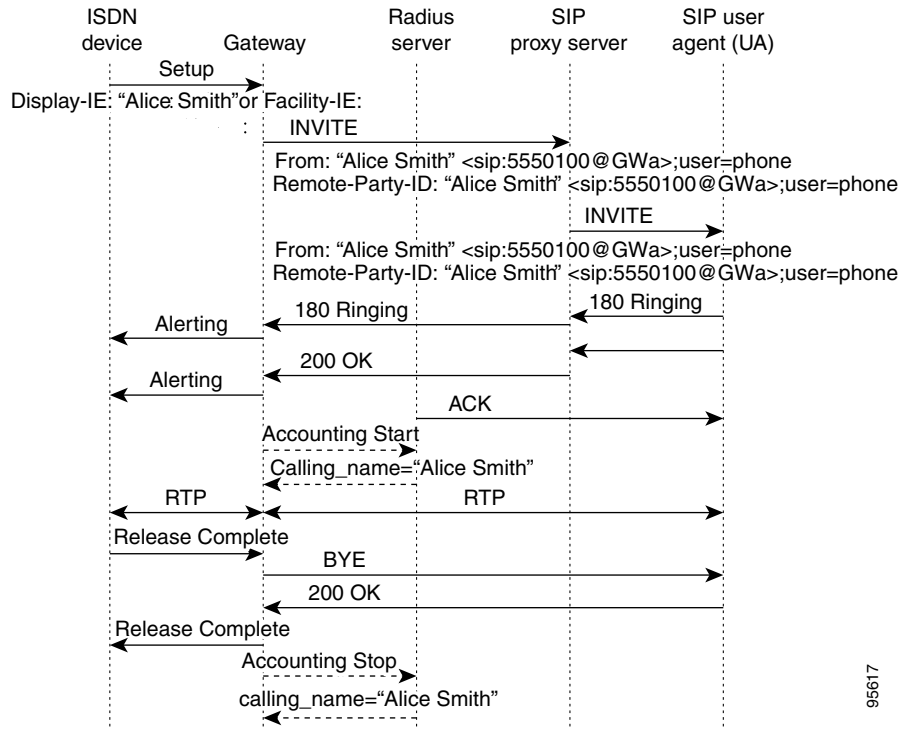 ISDN device
Gateway
Radius server
SIP proxy server
SIP user agent (UA)
Setup
Display-IE: “Alice Smith”or Facility-IE:
:
INVITE
From: “Alice Smith” <sip:5550100@GWa>;user=phone
Remote-Party-ID: “Alice Smith” <sip:5550100@GWa>;user=phone
INVITE
From: “Alice Smith” <sip:5550100@GWa>;user=phone
Remote-Party-ID: “Alice Smith” <sip:5550100@GWa>;user=phone
180 Ringing
180 Ringing
Alerting
200 OK
Alerting
ACK
Accounting Start
Calling_name=“Alice Smith”
RTP
RTP
Release Complete
BYE
200 OK
Release Complete
Accounting Stop
calling_name=“Alice Smith”
95617